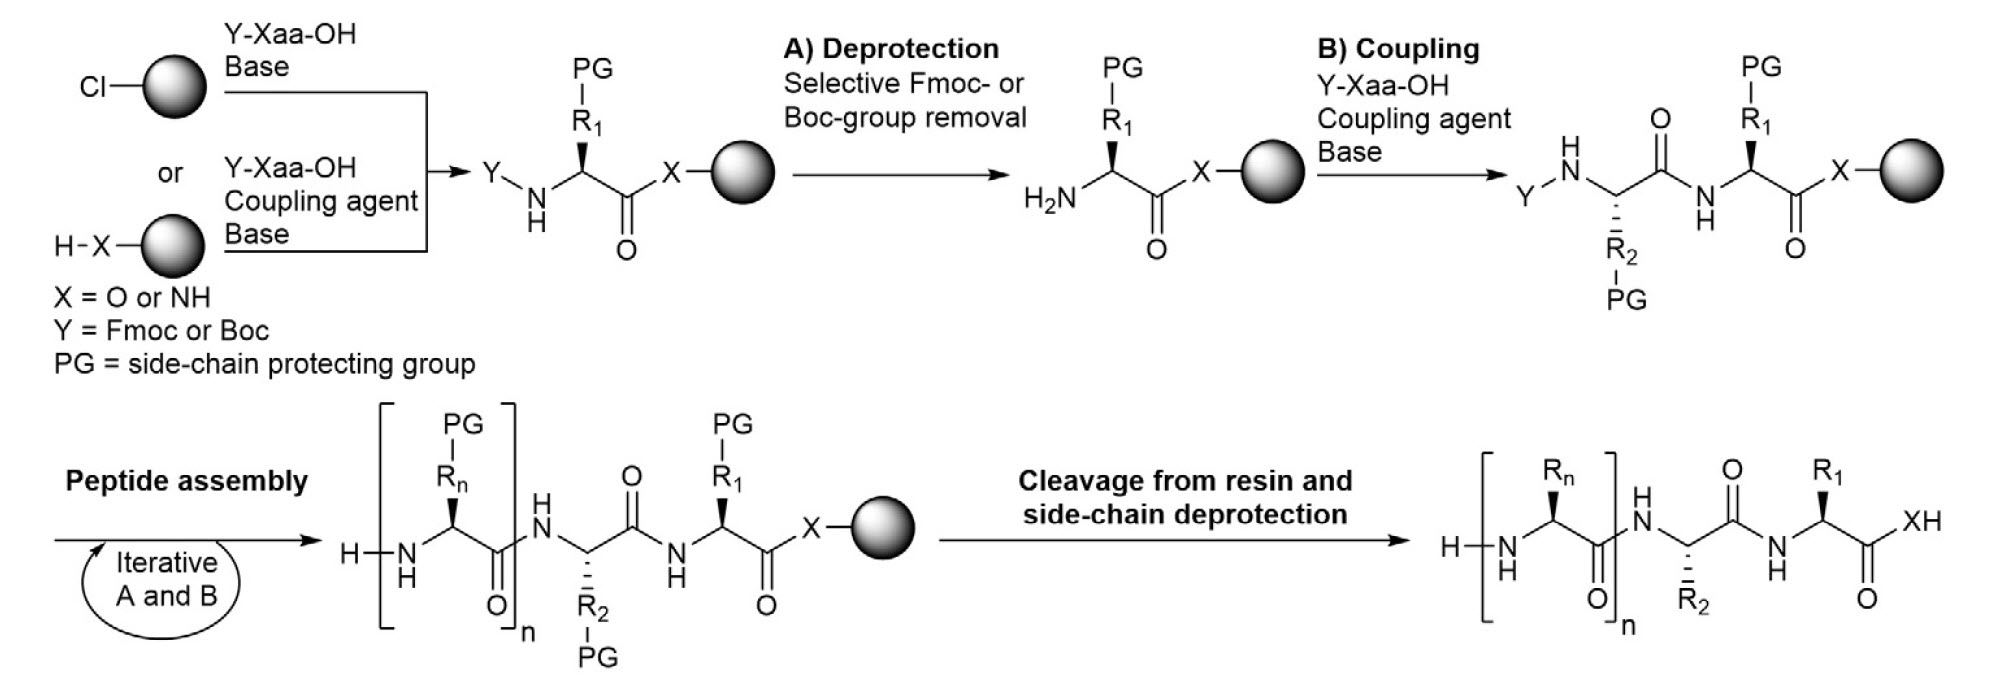 Y-Xaa-OH
Base
Cl
or
Y-Xaa-OH
Coupling agent
Base
H-X
X = O or NH
Y = Fmoc or Boc
PG = side-chain protecting group
PG
R1
Y
N
H
O
X
A) Deprotection
Selective Fmoc- or
Boc-group removal
PG
R1
H2N
O
X
B) Coupling
Y-Xaa-OH
Coupling agent
Base
Y
H
N
R2
PG
O
N
H
PG
R1
O
X
Peptide assembly
Iterative
A and B
H
N
H
PG
Rn
O
n
H
N
R2
PG
O
N
H
PG
R1
O
X
Cleavage from resin and
side-chain deprotection
H
N
H
Rn
O
n
H
N
R2
O
N
H
R1
O
XH